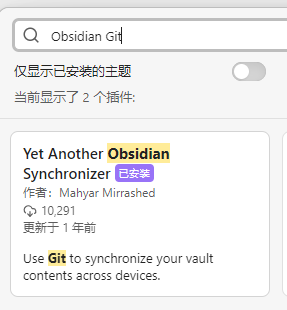 Obsidian Git
仅显示已安装的主题
当前显示了 2 个插件:
Yet Another Obsidian
Synchronizer 已安装
作者：Mahyar Mirrashed
10,291
更新于 1 年前
Use Git to synchronize your vault
contents across devices.